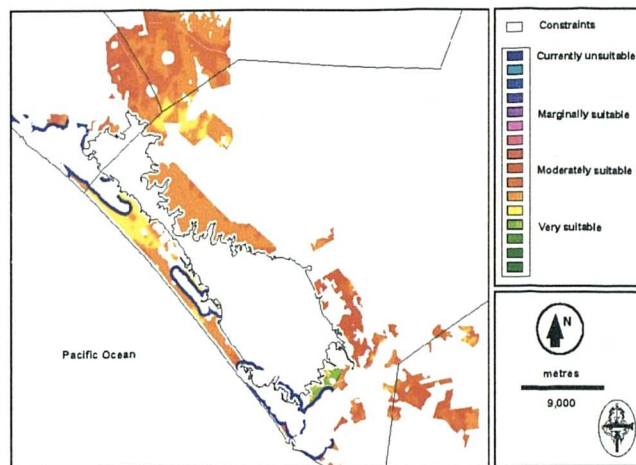 Constraints
Currently unsuitable
Marginally suitable
Moderately suitable
Very suitable
N
metres
9,000
Pacific Ocean